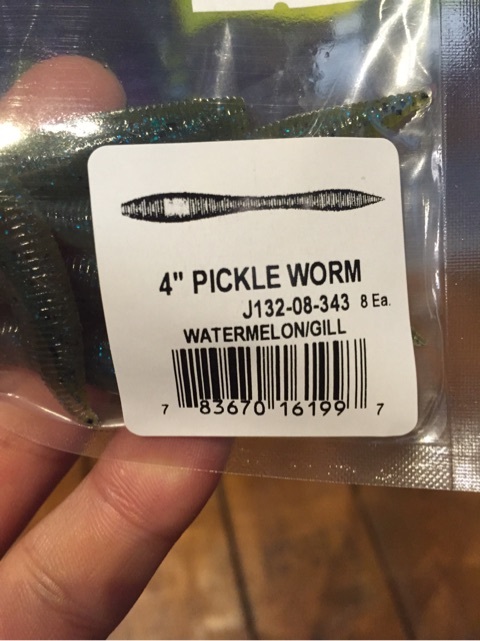 4" PICKLE WORM
J132-08-343 8 Ea.
WATERMELON/GILL
7 83670 16199 7